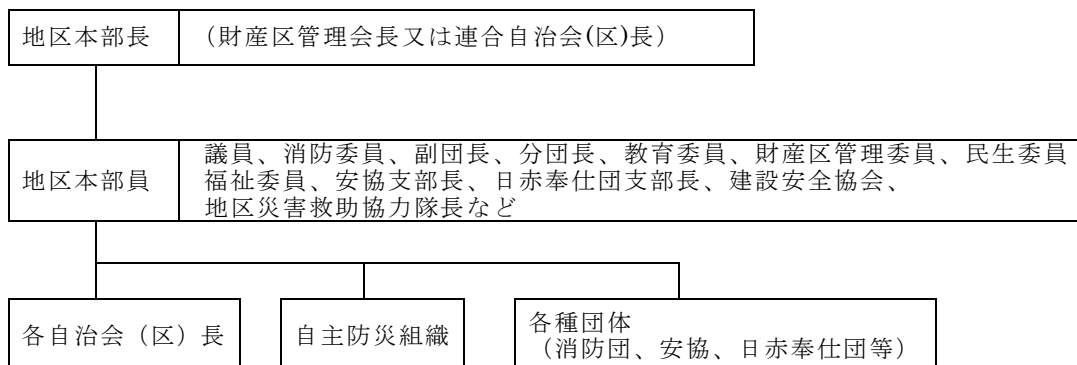 地区本部長 (財産区管理会長又は連合自治会(区)長)
地区本部員
議員、消防委員、副団長、分団長、教育委員、財産区管理委員、民生委員
福祉委員、安協支部長、日赤奉仕団支部長、建設安全協会、
地区災害救助協力隊長など
各自治会(区)長
自主防災組織
各種団体
(消防団、安協、日赤奉仕団等)